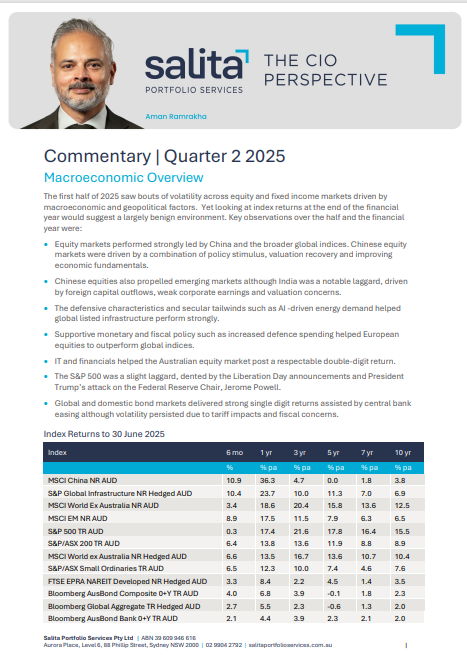 salita
PORTFOLIO SERVICES
THE CIO
PERSPECTIVE
Aman Ramrakha
Commentary | Quarter 2 2025
Macroeconomic Overview
The first half of 2025 saw bouts of volatility across equity and fixed income markets driven by
macroeconomic and geopolitical factors. Yet looking at index returns at the end of the financial
year would suggest a largely benign environment. Key observations over the half and the financial
year were:
• Equity markets performed strongly led by China and the broader global indices. Chinese equity
markets were driven by a combination of policy stimulus, valuation recovery and improving
economic fundamentals.
• Chinese equities also propelled emerging markets although India was a notable laggard, driven
by foreign capital outflows, weak corporate earnings and valuation concerns.
• The defensive characteristics and secular tailwinds such as AI -driven energy demand helped
global listed infrastructure perform strongly.
• Supportive monetary and fiscal policy such as increased defence spending helped European
equities to outperform global indices.
• IT and financials helped the Australian equity market post a respectable double-digit return.
• The S&P 500 was a slight laggard, dented by the Liberation Day announcements and President
Trump's attack on the Federal Reserve Chair, Jerome Powell.
• Global and domestic bond markets delivered strong single digit returns assisted by central bank
easing although volatility persisted due to tariff impacts and fiscal concerns.
Index Returns to 30 June 2025
Index 6 mo 1 yr 3 yr 5 yr 7 yr 10 yr
% % pa % pa % pa % pa % pa
MSCI China NR AUD 10.9 36.3 4.7 0.0 1.8 3.8
S&P Global Infrastructure NR Hedged AUD 10.4 23.7 10.0 11.3 7.0 6.9
MSCI World Ex Australia NR AUD 3.4 18.6 20.4 15.8 13.6 12.5
MSCI EM NR AUD 8.9 17.5 11.5 7.9 6.3 6.5
S&P 500 TR AUD 0.3 17.4 21.6 17.8 16.4 15.5
S&P/ASX 200 TR AUD 6.4 13.8 13.6 11.9 8.8 8.9
MSCI World ex Australia NR Hedged AUD 6.6 13.5 16.7 13.6 10.7 10.4
S&P/ASX Small Ordinaries TR AUD 6.5 12.3 10.0 7.4 4.6 7.6
FTSE EPRA NAREIT Developed NR Hedged AUD 3.3 8.4 2.2 4.5 1.4 3.5
Bloomberg AusBond Composite 0+Y TR AUD 4.0 6.8 3.9 -0.1 1.8 2.3
Bloomberg Global Aggregate TR Hedged AUD 2.7 5.5 2.3 -0.6 1.3 2.0
Bloomberg AusBond Bank 0+Y TR AUD 2.1 4.4 3.9 2.3 2.1 2.0
Salita Portfolio Services Pty Ltd | ABN 39 609 946 616
Aurora Place, Level 6, 88 Phillip Street, Sydney NSW 2000 | 02 9904 2792 | salitaportfolioservices.com.au |